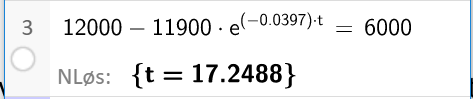 3 12000 − 11900 · e^(−0.0397)·t = 6000
NLøs: {t = 17.2488}